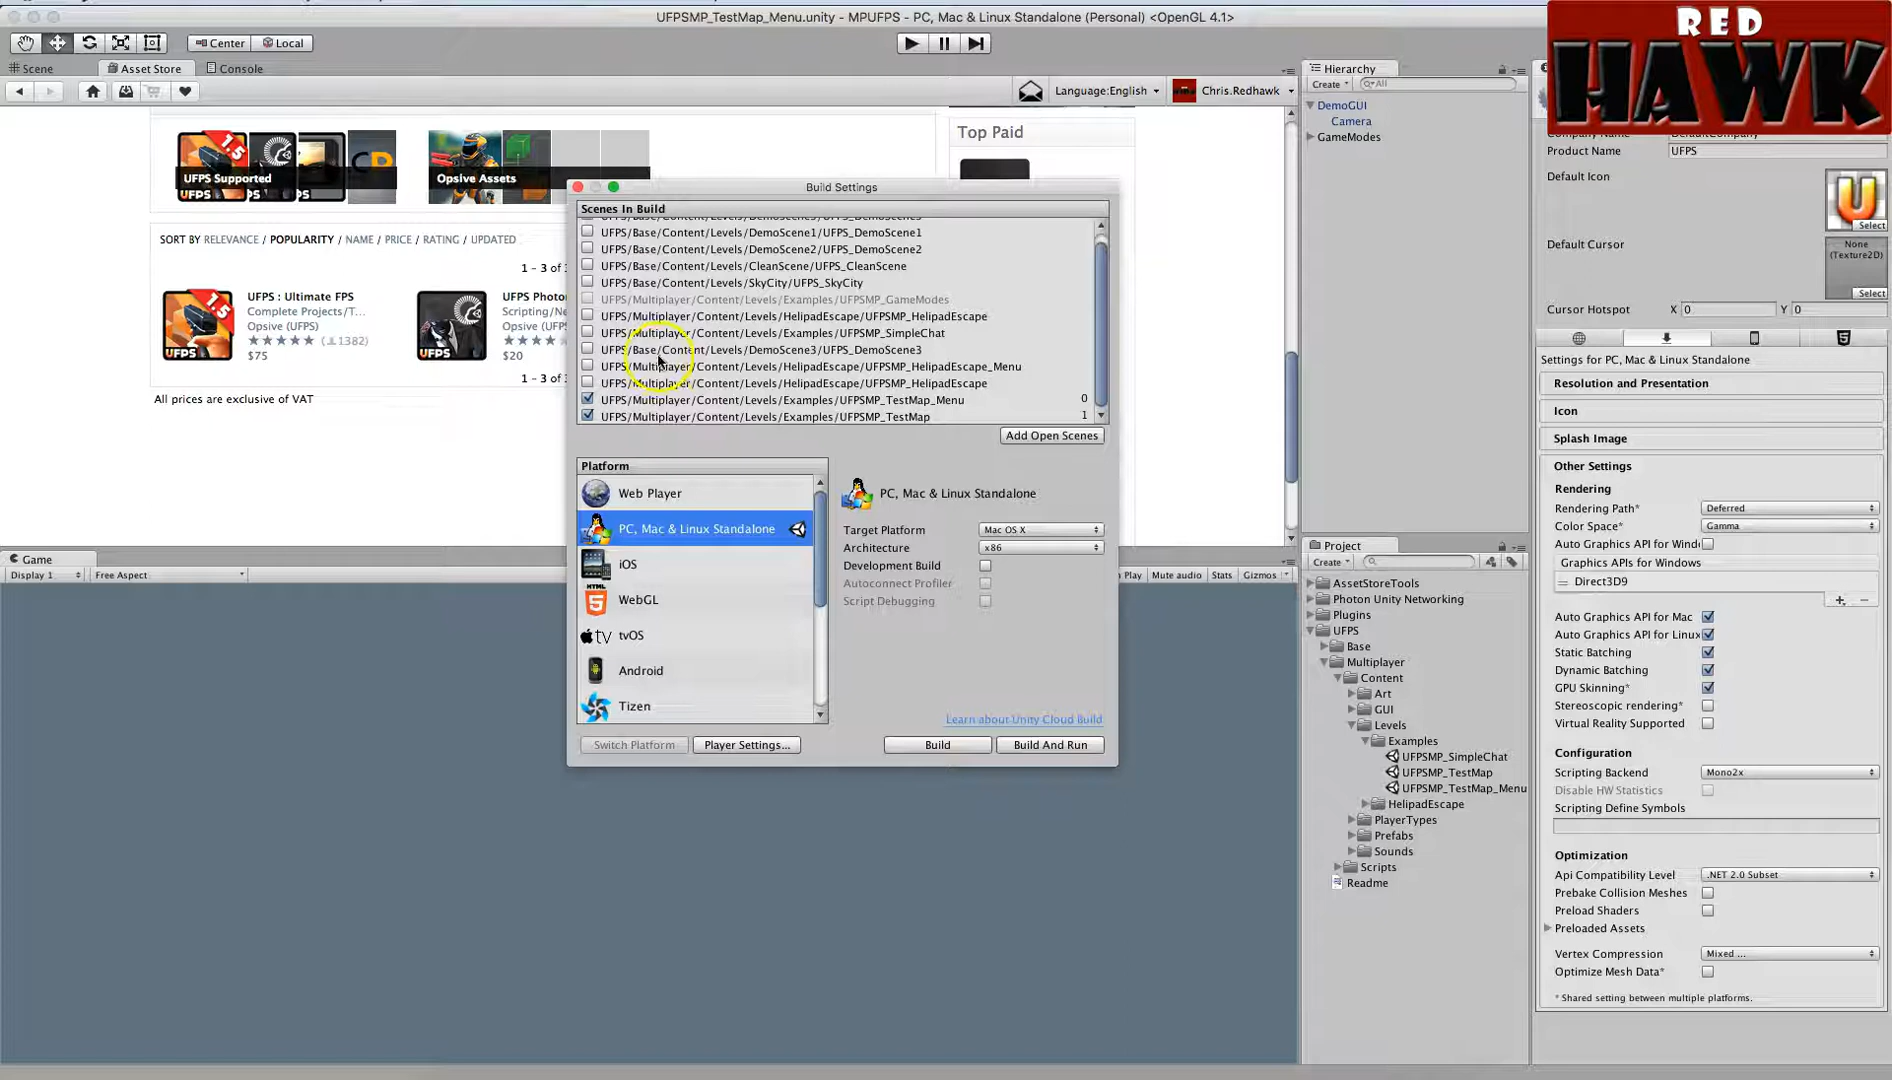 UFPSMP_TestMap_Menu.unity - MPUFPS - PC, Mac & Linux Standalone (Personal) <OpenGL 4.1>
RED
HAWK
Center
Local
Scene
Asset Store
Console
Hierarchy
Create
All
Language:English
Chris.Redhawk
DemoGUI
Camera
GameModes
Top Paid
UFPS Supported
Opsive Assets
SORT BY RELEVANCE / POPULARITY / NAME / PRICE / RATING / UPDATED
1 - 3 of 3
UFPS : Ultimate FPS
Complete Projects/T...
Opsive (UFPS)
(1382)
$75
UFPS Photo
Scripting/Ne
Opsive (UFPS)
$20
1 - 3 of 3
All prices are exclusive of VAT
Build Settings
Scenes In Build
UFPS/Base/Content/Levels/DemoScene1/UFPS_DemoScene1
UFPS/Base/Content/Levels/DemoScene2/UFPS_DemoScene2
UFPS/Base/Content/Levels/CleanScene/UFPS_CleanScene
UFPS/Base/Content/Levels/SkyCity/UFPS_SkyCity
UFPS/Multiplayer/Content/Levels/Examples/UFPSMP_GameModes
UFPS/Multiplayer/Content/Levels/HelipadEscape/UFPSMP_HelipadEscape
UFPS/Multiplayer/Content/Levels/Examples/UFPSMP_SimpleChat
UFPS/Base/Content/Levels/DemoScene3/UFPS_DemoScene3
UFPS/Multiplayer/Content/Levels/HelipadEscape/UFPSMP_HelipadEscape_Menu
UFPS/Multiplayer/Content/Levels/HelipadEscape/UFPSMP_HelipadEscape
UFPS/Multiplayer/Content/Levels/Examples/UFPSMP_TestMap_Menu 0
UFPS/Multiplayer/Content/Levels/Examples/UFPSMP_TestMap 1
Add Open Scenes
Platform
Web Player
PC, Mac & Linux Standalone
iOS
WebGL
tvOS
Android
Tizen
PC, Mac & Linux Standalone
Target Platform Mac OS X
Architecture x86
Development Build
Autoconnect Profiler
Script Debugging
Learn about Unity Cloud Build
Switch Platform
Player Settings...
Build
Build And Run
Game
Display 1
Free Aspect
Play
Mute audio
Stats
Gizmos
Project
Create
AssetStoreTools
Photon Unity Networking
Plugins
UFPS
Base
Multiplayer
Content
Art
GUI
Levels
Examples
UFPSMP_SimpleChat
UFPSMP_TestMap
UFPSMP_TestMap_Menu
HelipadEscape
PlayerTypes
Prefabs
Sounds
Scripts
Readme
Product Name UFPS
Default Icon
Select
Default Cursor
None
(Texture2D)
Select
Cursor Hotspot X 0 Y 0
Settings for PC, Mac & Linux Standalone
Resolution and Presentation
Icon
Splash Image
Other Settings
Rendering
Rendering Path* Deferred
Color Space* Gamma
Auto Graphics API for Wind
Graphics APIs for Windows
Direct3D9
Auto Graphics API for Mac
Auto Graphics API for Linux
Static Batching
Dynamic Batching
GPU Skinning*
Stereoscopic rendering*
Virtual Reality Supported
Configuration
Scripting Backend Mono2x
Disable HW Statistics
Scripting Define Symbols
Optimization
Api Compatibility Level .NET 2.0 Subset
Prebake Collision Meshes
Preload Shaders
Preloaded Assets
Vertex Compression Mixed ...
Optimize Mesh Data*
* Shared setting between multiple platforms.